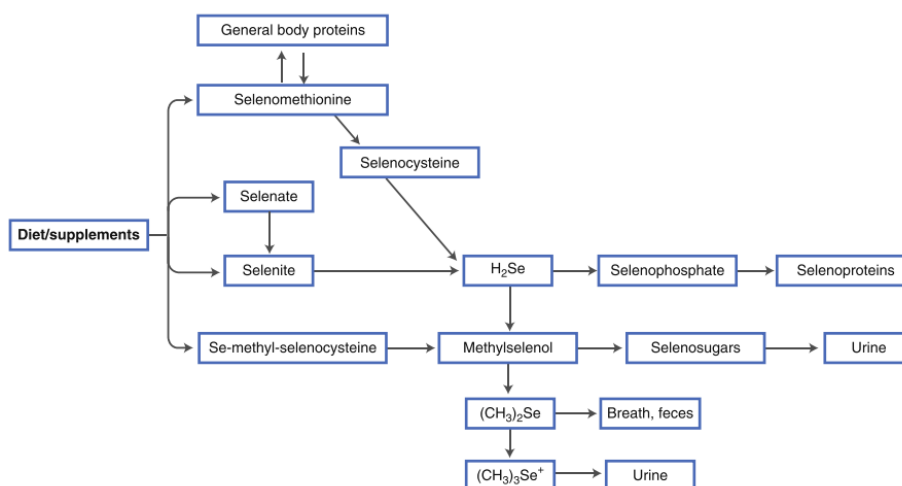 General body proteins
Selenomethionine
Selenocysteine
Selenate
Diet/supplements
Selenite
H₂Se
Selenophosphate
Selenoproteins
Se-methyl-selenocysteine
Methylselenol
Selenosugars
Urine
(CH₃)₂Se
Breath, feces
(CH₃)₃Se⁺
Urine